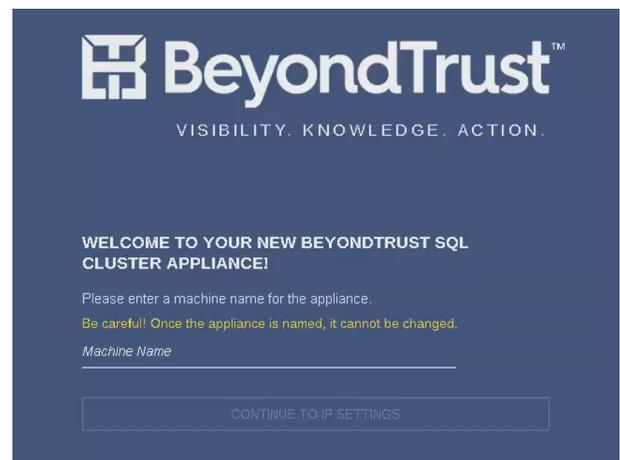 BeyondTrust™
VISIBILITY. KNOWLEDGE. ACTION.
WELCOME TO YOUR NEW BEYONDTRUST SQL
CLUSTER APPLIANCE!
Please enter a machine name for the appliance.
Be careful! Once the appliance is named, it cannot be changed.
Machine Name
CONTINUE TO IP SETTINGS